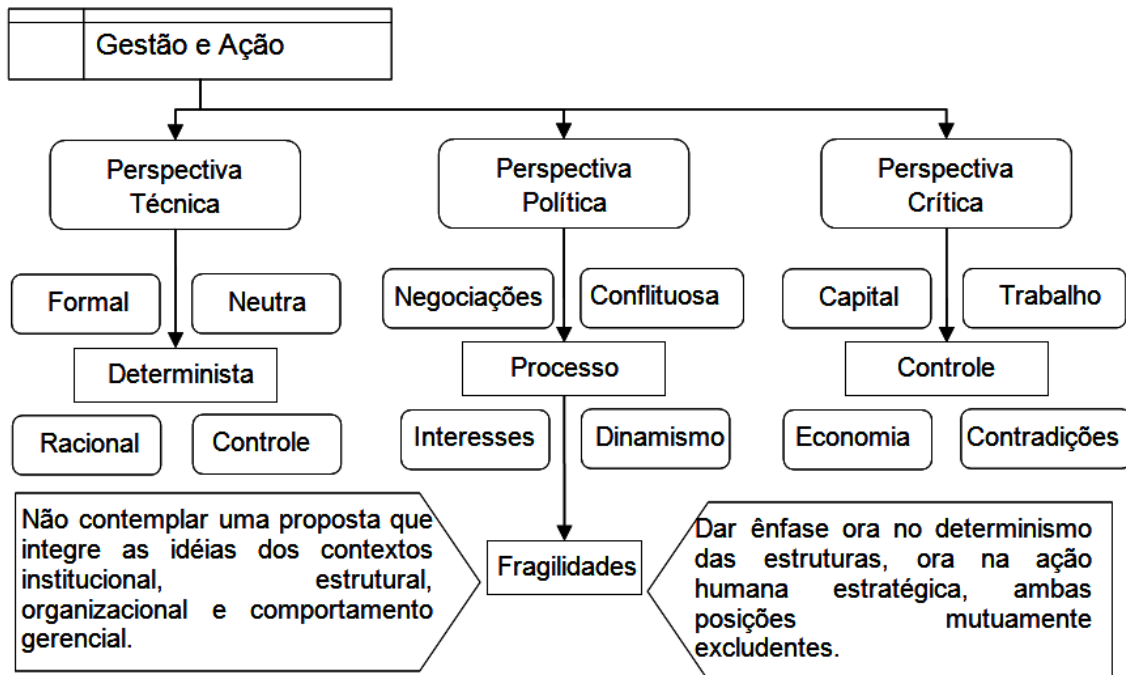 Gestão e Ação
Perspectiva
Técnica
Perspectiva
Política
Perspectiva
Crítica
Formal
Neutra
Negociações
Conflituosa
Capital
Trabalho
Determinista
Processo
Controle
Racional
Controle
Interesses
Dinamismo
Economia
Contradições
Não contemplar uma proposta que
integre as idéias dos contextos
institucional, estrutural,
organizacional e comportamento
gerencial.
Fragilidades
Dar ênfase ora no determinismo
das estruturas, ora na ação
humana estratégica, ambas
posições mutuamente
excludentes.